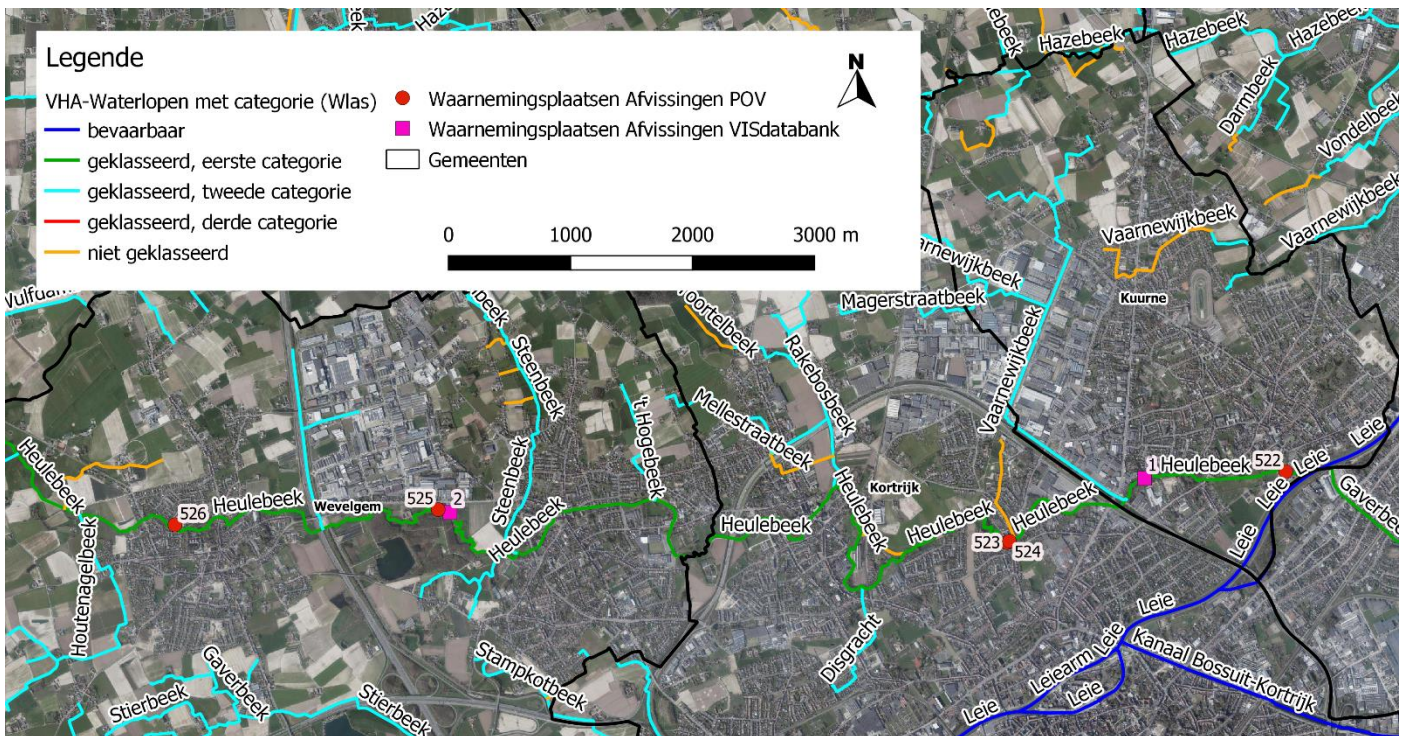 Legende
VHA-Waterlopen met categorie (Wlas)
bevaarbaar
geklasseerd, eerste categorie
geklasseerd, tweede categorie
geklasseerd, derde categorie
niet geklasseerd
Waarnemingsplaatsen Afvissingen POV
Waarnemingsplaatsen Afvissingen VISdatabank
Gemeenten
N
0 1000 2000 3000 m
Hazebeek
Hazebeek
Hazebeek
Darmbeek
Vondelbeek
Vaarnewijkbeek
Vaarnewijkbeek
Magerstraatbeek
Kuurne
Vaarnewijkbeek
Steenbeek
Steenbeek
't Hogebeek
Rakebosbeek
Mellestraatbeek
Heulebeek
Houtenagelbeek
526
Heulebeek
Wevelgem
525
2
Heulebeek
Heulebeek
Heulebeek
Kortrijk
Heulebeek
523
524
Heulebeek
1
Heulebeek
522
Leie
Leie
Leie
Leie
Leie
Leiearm
Leie
Leie
Leie
Kanaal Bossuit-Kortrijk
Disgracht
Stampkotbeek
Gaverbeek
Stierbeek
Stierbeek